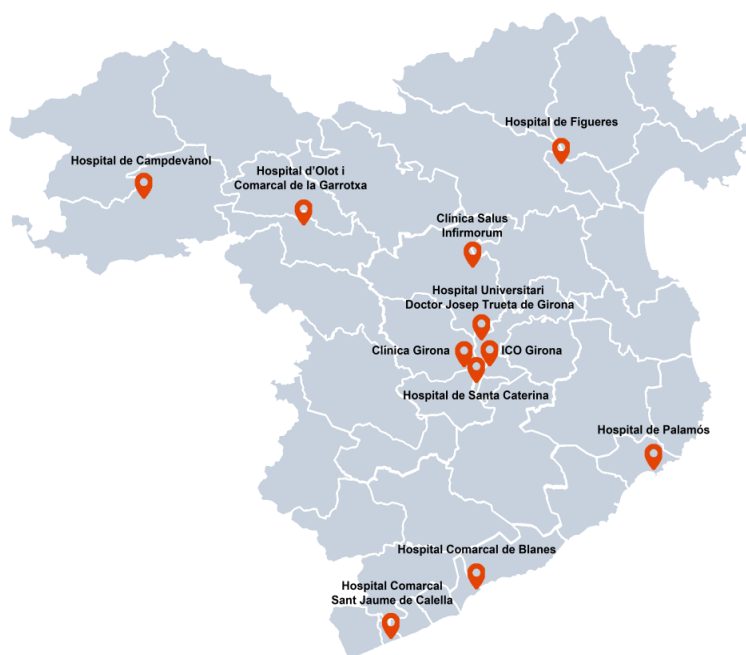 Hospital de Figueres
Hospital de Campdevànol
Hospital d'Olot i
Comarcal de la Garrotxa
Clínica Salus
Infirmorum
Hospital Universitari
Doctor Josep Trueta de Girona
Clínica Girona
ICO Girona
Hospital de Santa Caterina
Hospital de Palamós
Hospital Comarcal de Blanes
Hospital Comarcal
Sant Jaume de Calella